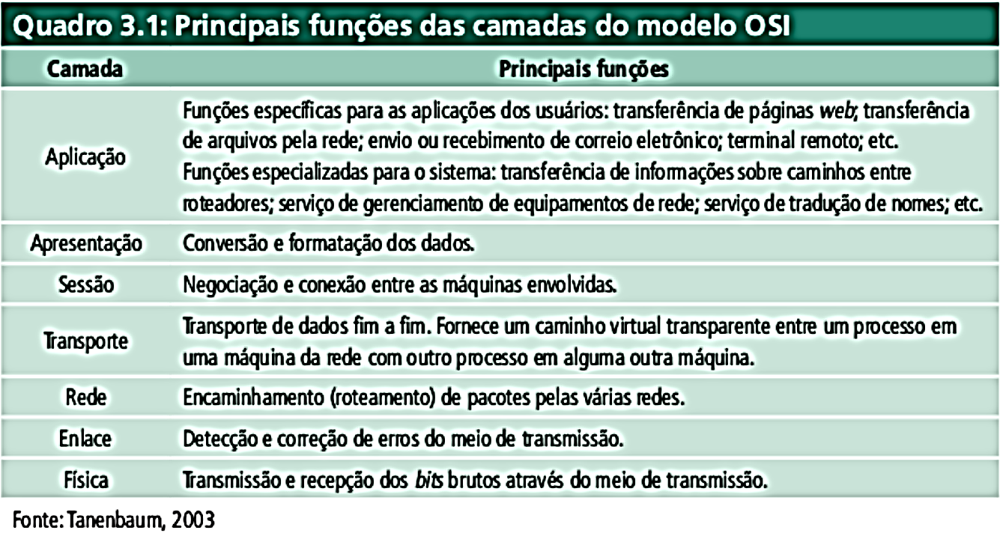 Quadro 3.1: Principais funções das camadas do modelo OSI
Camada
Principais funções
Aplicação
Funções específicas para as aplicações dos usuários: transferência de páginas web; transferência
de arquivos pela rede; envio ou recebimento de correio eletrônico; terminal remoto; etc.
Funções especializadas para o sistema: transferência de informações sobre caminhos entre
roteadores; serviço de gerenciamento de equipamentos de rede; serviço de tradução de nomes; etc.
Apresentação
Conversão e formatação dos dados.
Sessão
Negociação e conexão entre as máquinas envolvidas.
Transporte
Transporte de dados fim a fim. Fornece um caminho virtual transparente entre um processo em
uma máquina da rede com outro processo em alguma outra máquina.
Rede
Encaminhamento (roteamento) de pacotes pelas várias redes.
Enlace
Detecção e correção de erros do meio de transmissão.
Física
Transmissão e recepção dos bits brutos através do meio de transmissão.
Fonte: Tanenbaum, 2003